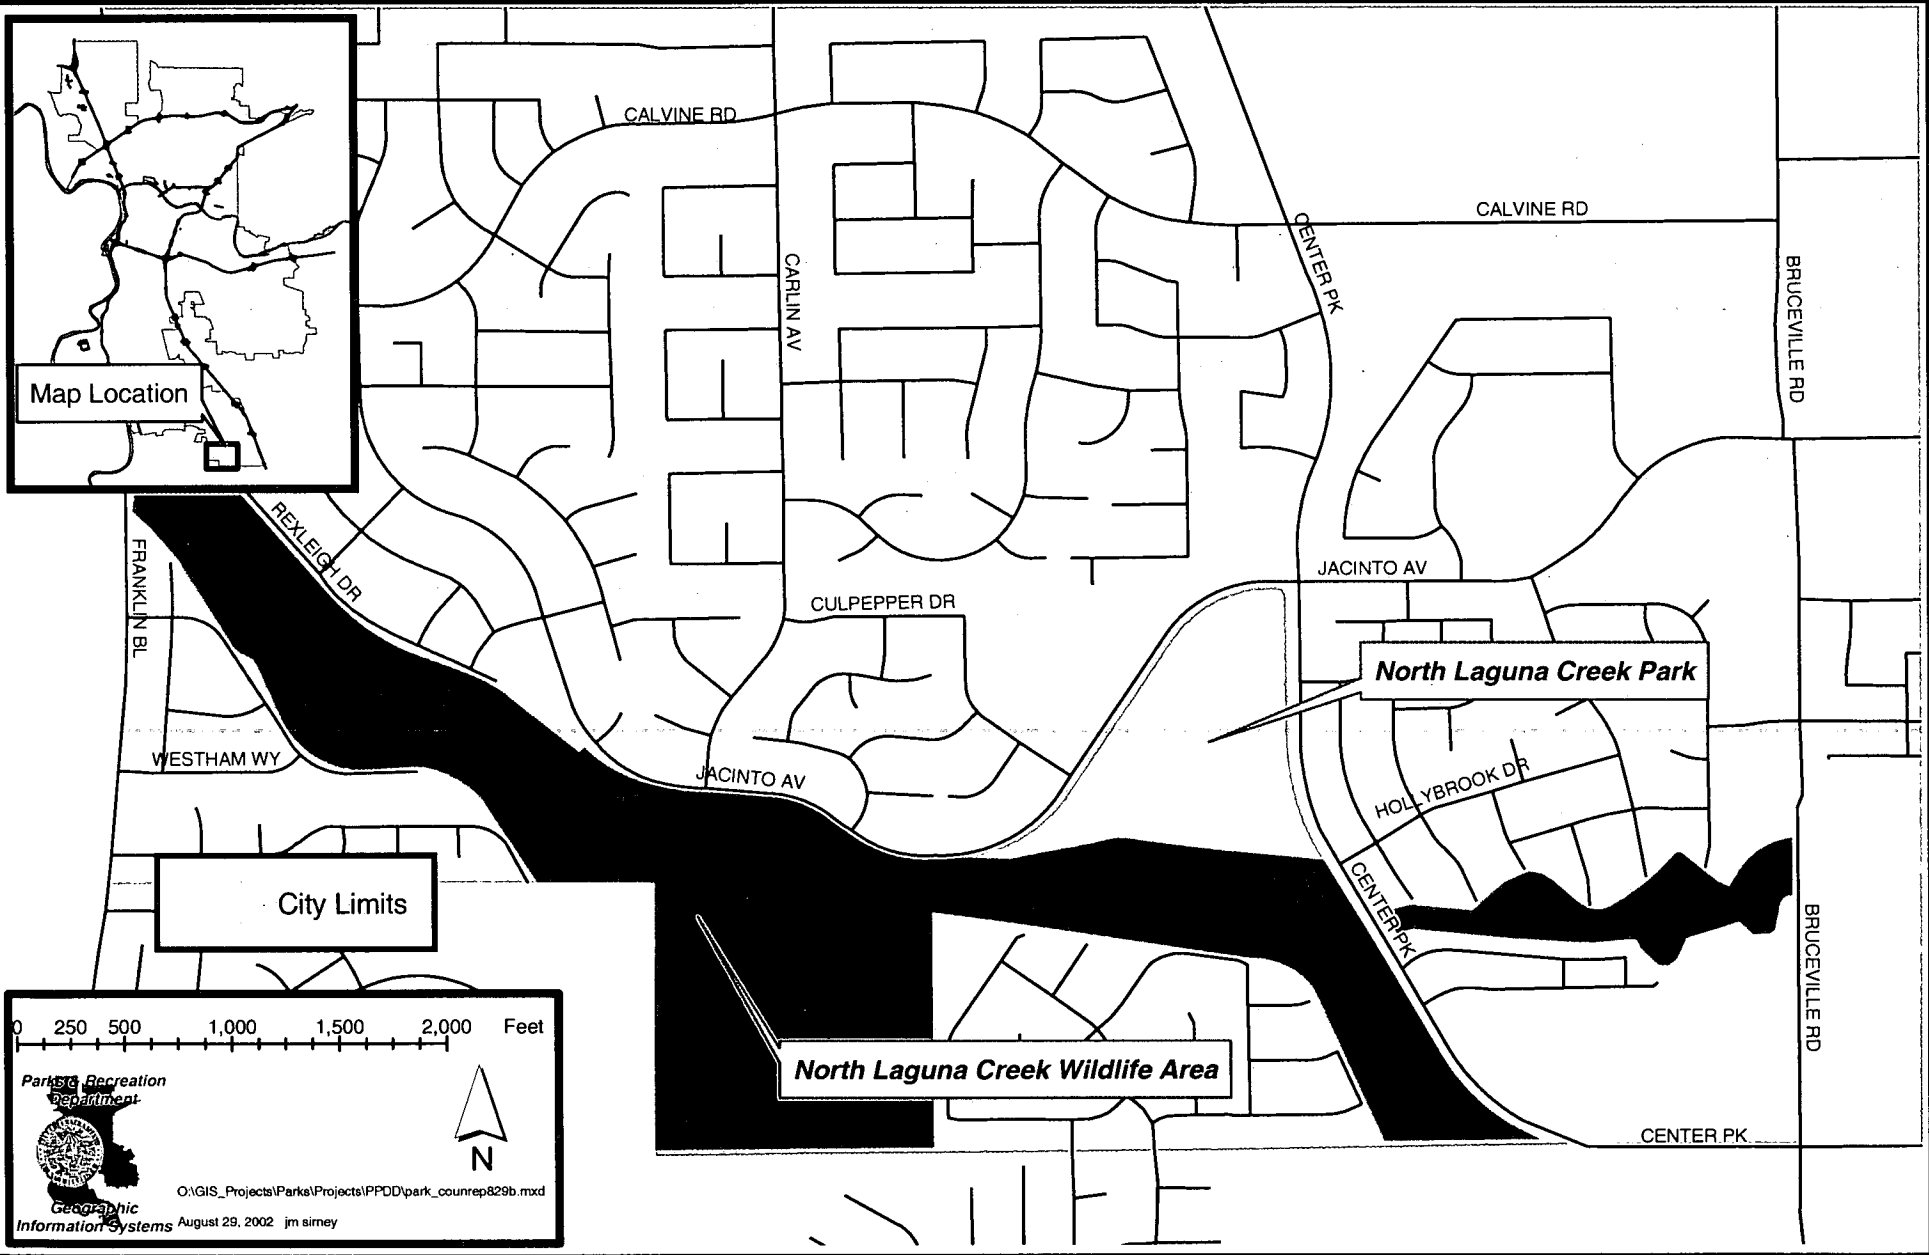 CALVINE RD
CENTER PK
CALVINE RD
CARLIN AV
BRUCEVILLE RD
Map Location
REXLEIGH DR
FRANKLIN BL
JACINTO AV
CULPEPPER DR
North Laguna Creek Park
WESTHAM WY
JACINTO AV
HOLLYBROOK DR
City Limits
CENTER PK
BRUCEVILLE RD
0 250 500 1,000 1,500 2,000 Feet
North Laguna Creek Wildlife Area
Parks & Recreation
Department
N
CENTER PK
O:\GIS_Projects\Parks\Projects\PPDD\park_counrep829b.mxd
Geographic
Information Systems
August 29, 2002 jm sirney